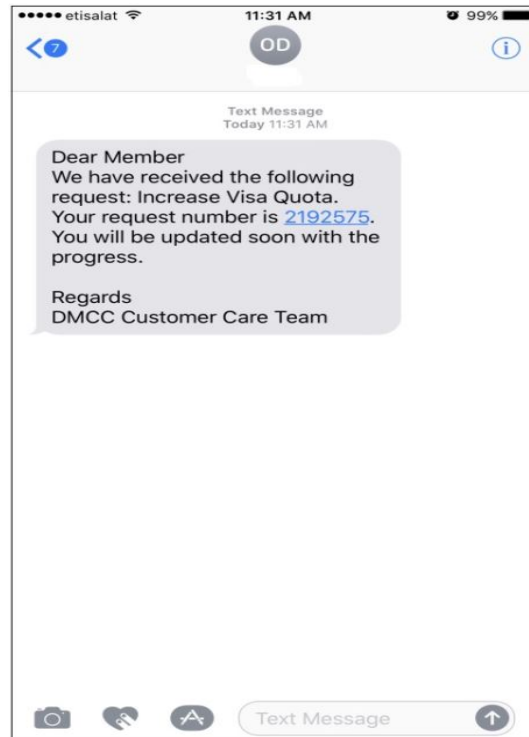 etisalat 11:31 AM 99%
7 OD i
Text Message
Today 11:31 AM
Dear Member
We have received the following
request: Increase Visa Quota.
Your request number is 2192575.
You will be updated soon with the
progress.
Regards
DMCC Customer Care Team
Text Message